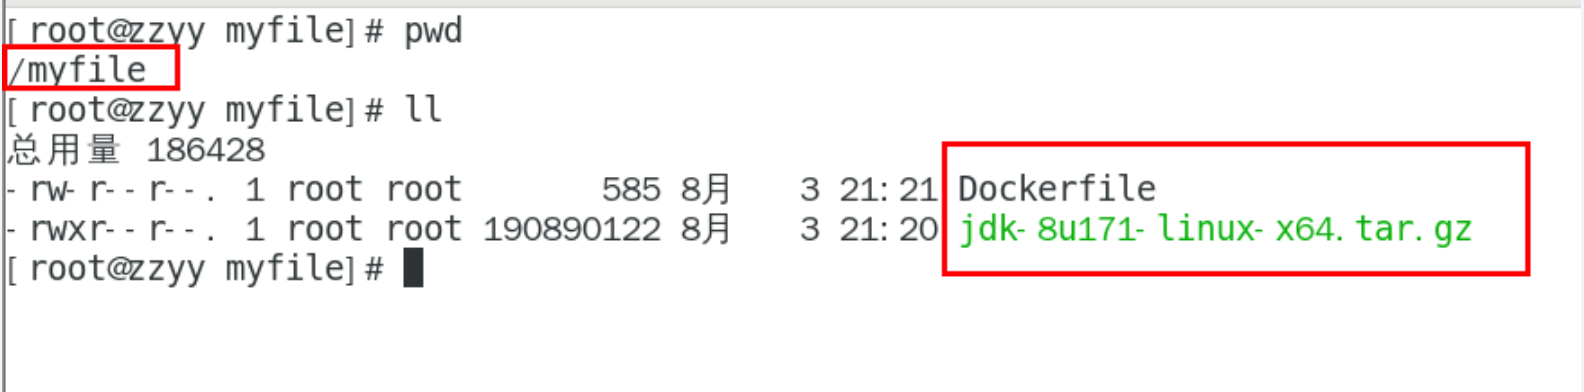 [root@zzyy myfile]# pwd
/myfile
[root@zzyy myfile]# ll
总用量 186428
-rw-r--r--. 1 root root       585 8月   3 21:21 Dockerfile
-rwxr--r--. 1 root root 190890122 8月   3 21:20 jdk-8u171-linux-x64.tar.gz
[root@zzyy myfile]#